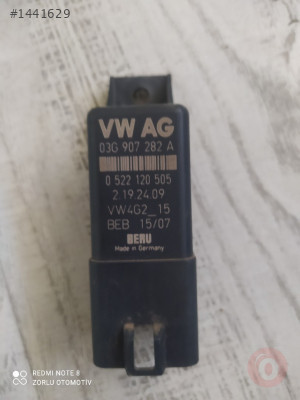 #1441629
VW AG
03G 907 282 A
0 522 120 505
2.19.24.09
VW4G2_15
BEB 15/07
BERU
Made in Germany
REDMI NOTE 8
ZORLU OTOMOTIV